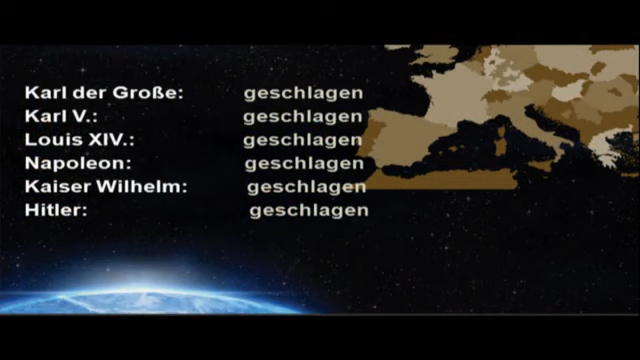 Karl der Große: geschlagen
Karl V.: geschlagen
Louis XIV.: geschlagen
Napoleon: geschlagen
Kaiser Wilhelm: geschlagen
Hitler: geschlagen